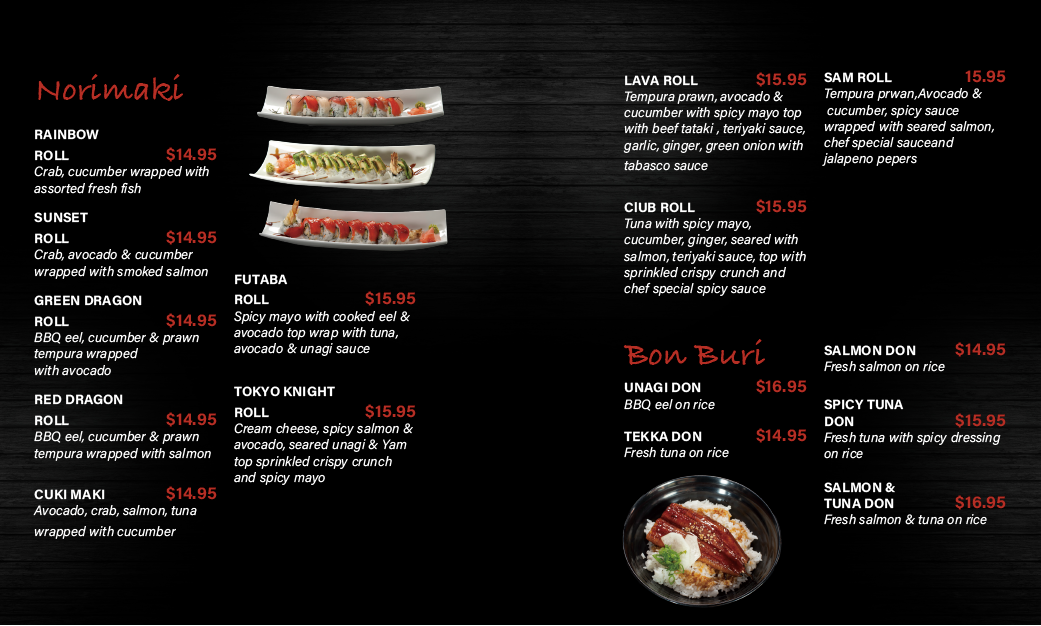 Norimaki
RAINBOW
ROLL $14.95
Crab, cucumber wrapped with
assorted fresh fish
SUNSET
ROLL $14.95
Crab, avocado & cucumber
wrapped with smoked salmon
GREEN DRAGON
ROLL $14.95
BBQ eel, cucumber & prawn
tempura wrapped
with avocado
RED DRAGON
ROLL $14.95
BBQ eel, cucumber & prawn
tempura wrapped with salmon
CUKI MAKI $14.95
Avocado, crab, salmon, tuna
wrapped with cucumber
FUTABA
ROLL $15.95
Spicy mayo with cooked eel &
avocado top wrap with tuna,
avocado & unagi sauce
TOKYO KNIGHT
ROLL $15.95
Cream cheese, spicy salmon &
avocado, seared unagi & Yam
top sprinkled crispy crunch
and spicy mayo
LAVA ROLL $15.95
Tempura prawn, avocado &
cucumber with spicy mayo top
with beef tataki , teriyaki sauce,
garlic, ginger, green onion with
tabasco sauce
CIUB ROLL $15.95
Tuna with spicy mayo,
cucumber, ginger, seared with
salmon, teriyaki sauce, top with
sprinkled crispy crunch and
chef special spicy sauce
SAM ROLL 15.95
Tempura prwan,Avocado &
cucumber, spicy sauce
wrapped with seared salmon,
chef special sauceand
jalapeno pepers
Bon Buri
UNAGI DON $16.95
BBQ eel on rice
TEKKA DON $14.95
Fresh tuna on rice
SALMON DON $14.95
Fresh salmon on rice
SPICY TUNA
DON $15.95
Fresh tuna with spicy dressing
on rice
SALMON &
TUNA DON $16.95
Fresh salmon & tuna on rice